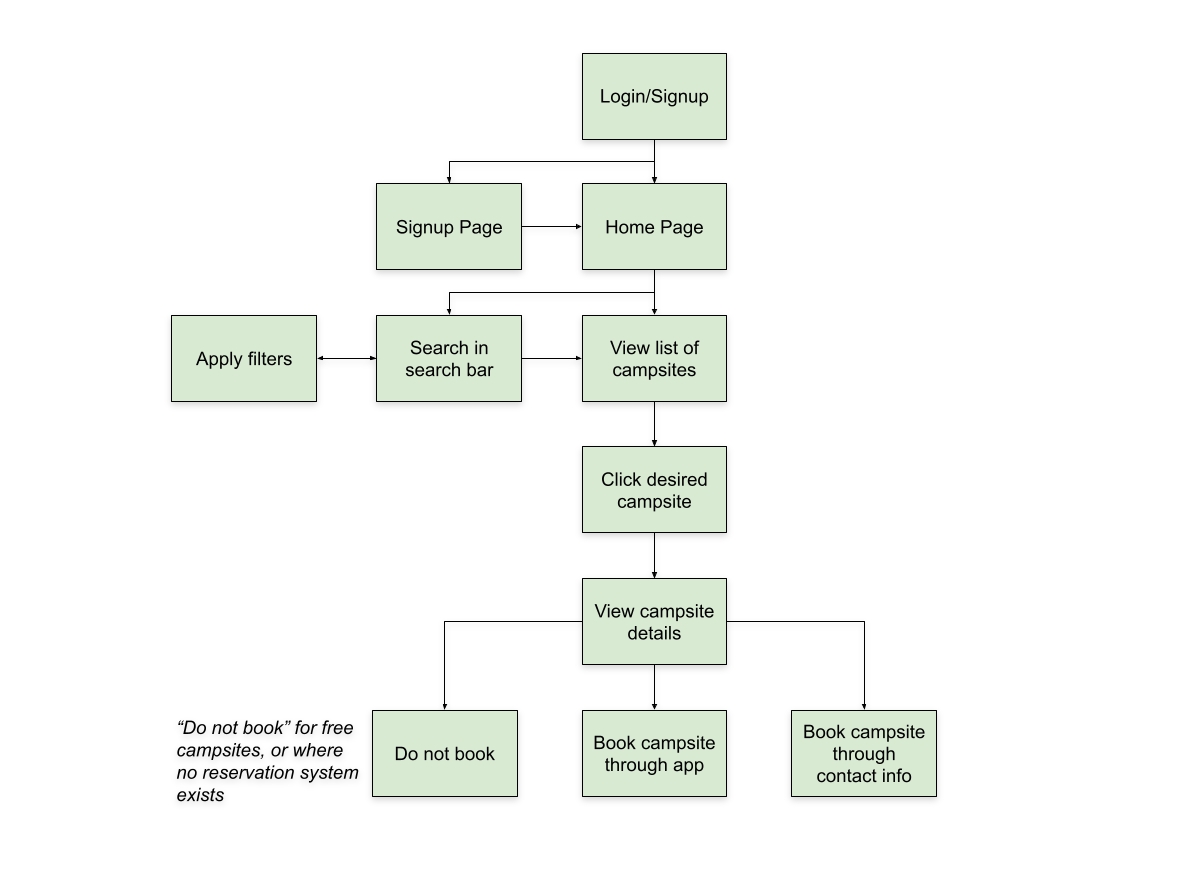 Login/Signup
Signup Page
Home Page
Apply filters
Search in
search bar
View list of
campsites
Click desired
campsite
View campsite
details
“Do not book” for free
campsites, or where
no reservation system
exists
Do not book
Book campsite
through app
Book campsite
through
contact info